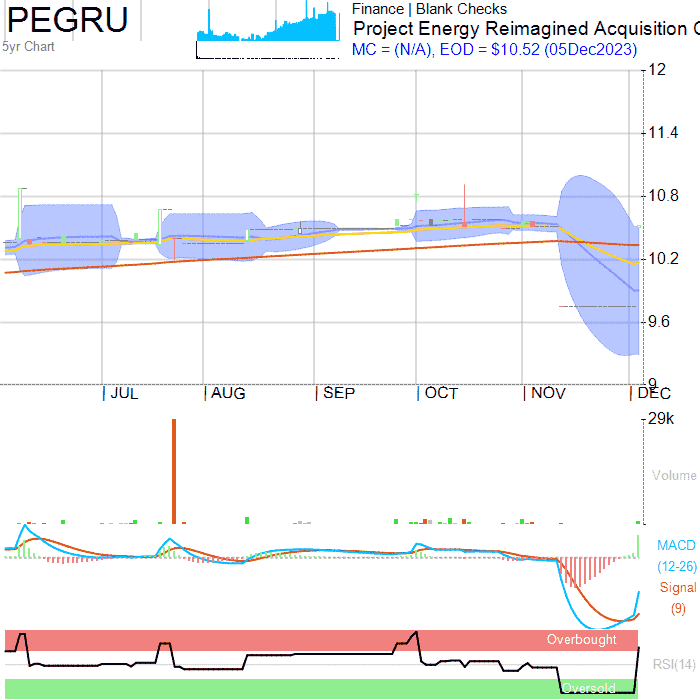 PEGRU
5yr Chart
Finance | Blank Checks
Project Energy Reimagined Acquisition
MC = (N/A), EOD = $10.52 (05Dec2023)
12
11.4
10.8
10.2
9.6
9
JUL
AUG
SEP
OCT
NOV
DEC
29k
Volume
MACD
(12-26)
Signal
(9)
Overbought
RSI(14)
Oversold